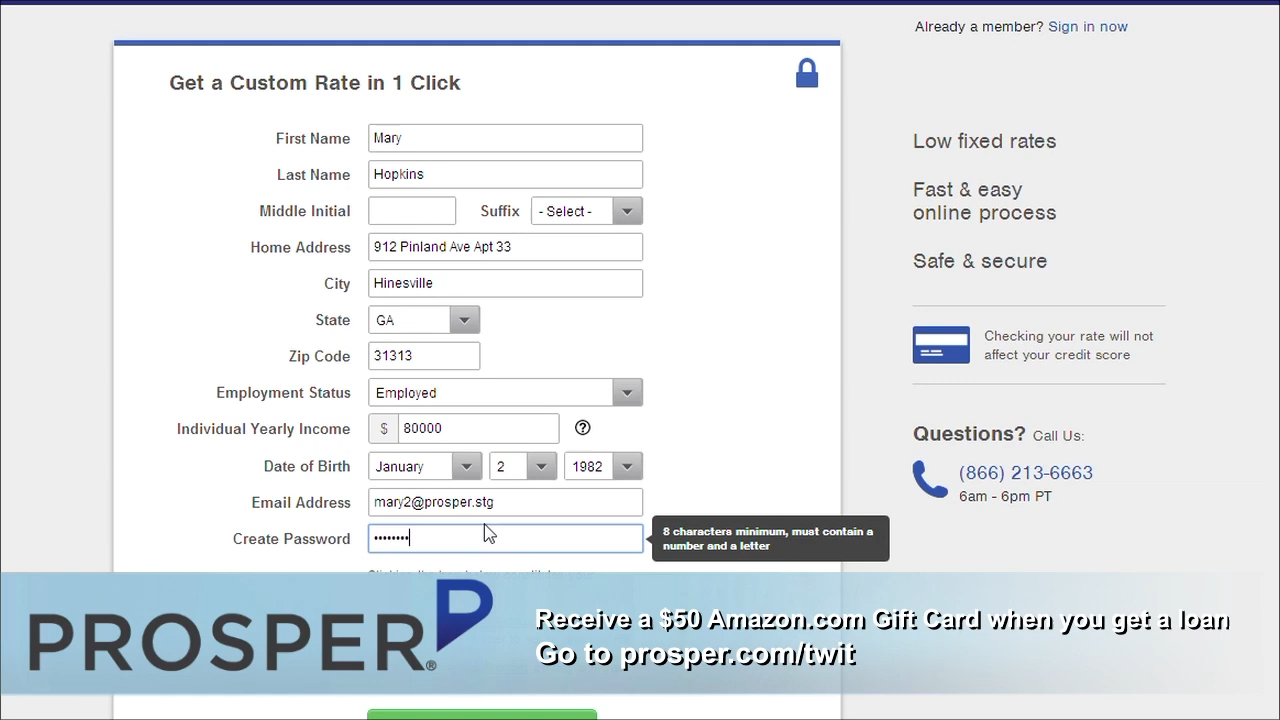 Already a member? Sign in now
Get a Custom Rate in 1 Click
First Name Mary
Last Name Hopkins
Middle Initial Suffix - Select -
Home Address 912 Pinland Ave Apt 33
City Hinesville
State GA
Zip Code 31313
Employment Status Employed
Individual Yearly Income $ 80000
Date of Birth January 2 1982
Email Address mary2@prosper.stg
Create Password ••••••••
8 characters minimum, must contain a
number and a letter
Low fixed rates
Fast & easy
online process
Safe & secure
Checking your rate will not
affect your credit score
Questions? Call Us:
(866) 213-6663
6am - 6pm PT
PROSPER®
Receive a $50 Amazon.com Gift Card when you get a loan
Go to prosper.com/twit